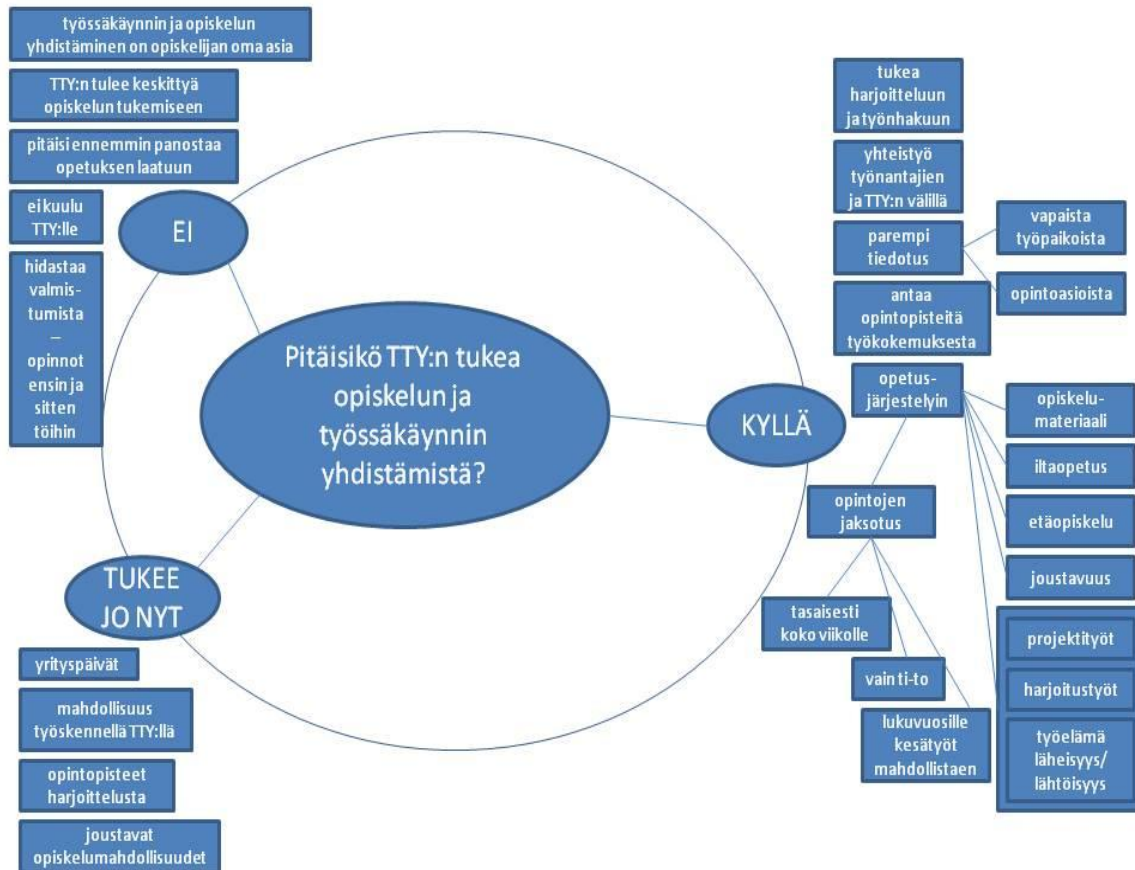 työssäkäynnin ja opiskelun
yhdistäminen on opiskelijan oma asia
TTY:n tulee keskittyä
opiskelun tukemiseen
pitäisi ennemmin panostaa
opetuksen laatuun
ei kuulu
TTY:lle
hidastaa
valmis-
tumista
–
opinnot
ensin ja
sitten
töihin
EI
Pitäisikö TTY:n tukea
opiskelun ja
työssäkäynnin
yhdistämistä?
TUKEE
JO NYT
yrityspäivät
mahdollisuus
työskennellä TTY:llä
opintopisteet
harjoittelusta
joustavat
opiskelumahdollisuudet
KYLLÄ
tukea
harjoitteluun
ja työnhakuun
yhteistyö
työnantajien
ja TTY:n välillä
parempi
tiedotus
vapaista
työpaikoista
opintoasioista
antaa
opintopisteitä
työkokemuksesta
opetus-
järjestelyin
opiskelu-
materiaali
iltaopetus
etäopiskelu
joustavuus
projektityöt
harjoitustyöt
työelämä
läheisyys/
lähtöisyys
opintojen
jaksotus
tasaisesti
koko viikolle
vain ti-to
lukuvuosille
kesätyöt
mahdollistaen